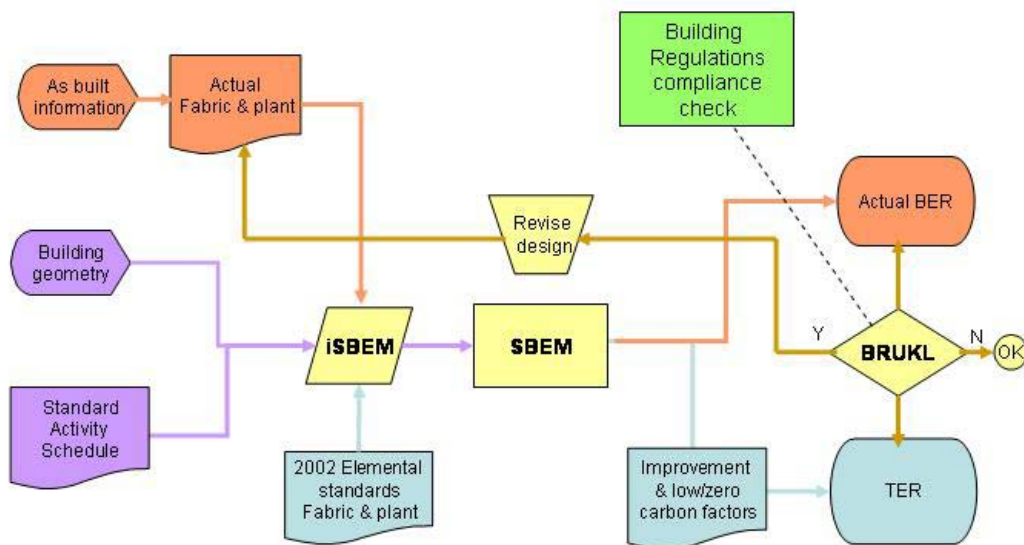 Building
Regulations
compliance
check
As built
information
Actual
Fabric & plant
Actual BER
Revise
design
Building
geometry
Y
N
iSBEM
SBEM
BRUKL
OK
Standard
Activity
Schedule
2002 Elemental
standards
Fabric & plant
Improvement
& low/zero
carbon factors
TER